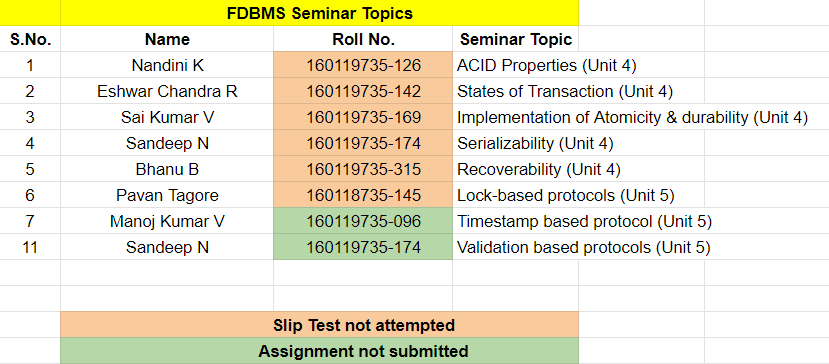 FDBMS Seminar Topics
S.No. Name Roll No. Seminar Topic
1 Nandini K 160119735-126 ACID Properties (Unit 4)
2 Eshwar Chandra R 160119735-142 States of Transaction (Unit 4)
3 Sai Kumar V 160119735-169 Implementation of Atomicity & durability (Unit 4)
4 Sandeep N 160119735-174 Serializability (Unit 4)
5 Bhanu B 160119735-315 Recoverability (Unit 4)
6 Pavan Tagore 160118735-145 Lock-based protocols (Unit 5)
7 Manoj Kumar V 160119735-096 Timestamp based protocol (Unit 5)
11 Sandeep N 160119735-174 Validation based protocols (Unit 5)
Slip Test not attempted
Assignment not submitted